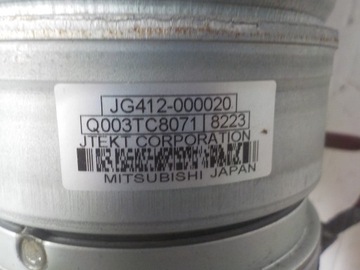 JG412-000020
Q003TC8071 8223
JTEKT CORPORATION
MITSUBISHI JAPAN